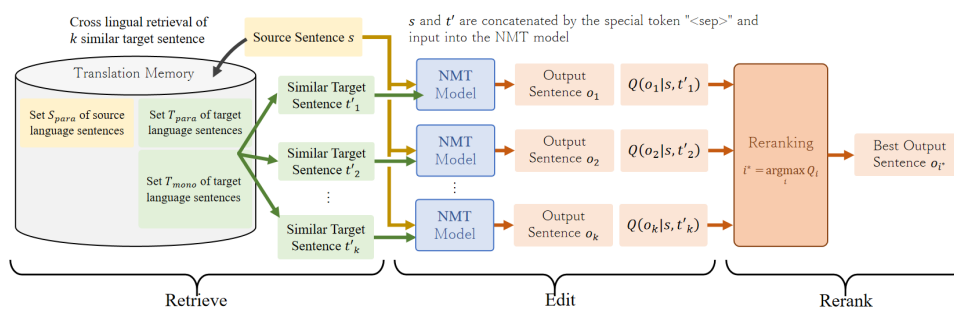 Cross lingual retrieval of
k similar target sentence
s and t′ are concatenated by the special token "<sep>" and
input into the NMT model
Source Sentence s
Translation Memory
Set S_para of source
language sentences
Set T_para of target
language sentences
Set T_mono of target
language sentences
Similar Target
Sentence t′_1
Similar Target
Sentence t′_2
⋮
Similar Target
Sentence t′_k
NMT
Model
NMT
Model
⋮
NMT
Model
Output
Sentence o_1
Output
Sentence o_2
Output
Sentence o_k
Q(o_1|s,t′_1)
Q(o_2|s,t′_2)
Q(o_k|s,t′_k)
Reranking
i* = argmax Q_i
i
Best Output
Sentence o_i*
Retrieve
Edit
Rerank